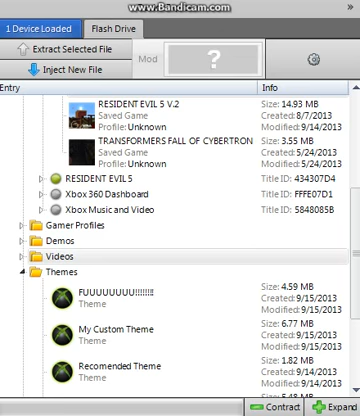 www.Bandicam.com
1 Device Loaded
Flash Drive
Extract Selected File
Inject New File
Mod
?
Entry
Info
RESIDENT EVIL 5 V.2
Saved Game
Profile: Unknown
Size: 14.93 MB
Created: 8/7/2013
Modified: 9/14/2013
TRANSFORMERS FALL OF CYBERTRON
Saved Game
Profile: Unknown
Size: 3.55 MB
Created: 5/24/2013
Modified: 5/24/2013
RESIDENT EVIL 5
Title ID: 434307D4
Xbox 360 Dashboard
Title ID: FFFE07D1
Xbox Music and Video
Title ID: 5848085B
Gamer Profiles
Demos
Videos
Themes
FUUUUUUUU!!!!!!!!
Theme
Size: 4.59 MB
Created: 9/15/2013
Modified: 9/15/2013
My Custom Theme
Theme
Size: 6.77 MB
Created: 9/15/2013
Modified: 9/15/2013
Recomended Theme
Theme
Size: 1.82 MB
Created: 9/14/2013
Modified: 9/14/2013
Contract
Expand